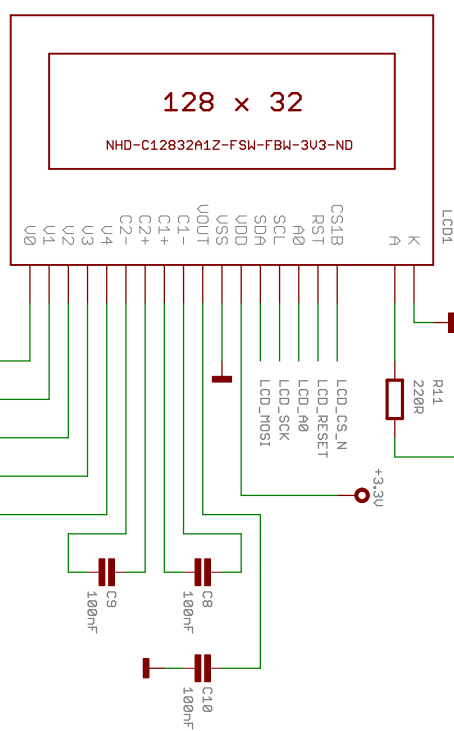 128 x 32
NHD-C12832A1Z-FSW-FBW-3V3-ND
LCD1
V0
V1
V2
V3
V4
C2-
C2+
C1+
C1-
VOUT
VSS
VDD
SDA
SCL
A0
RST
CS1B
A
K
LCD_MOSI
LCD_SCK
LCD_A0
LCD_RESET
LCD_CS_N
R11
220R
+3.3V
C9
100nF
C8
100nF
C10
100nF